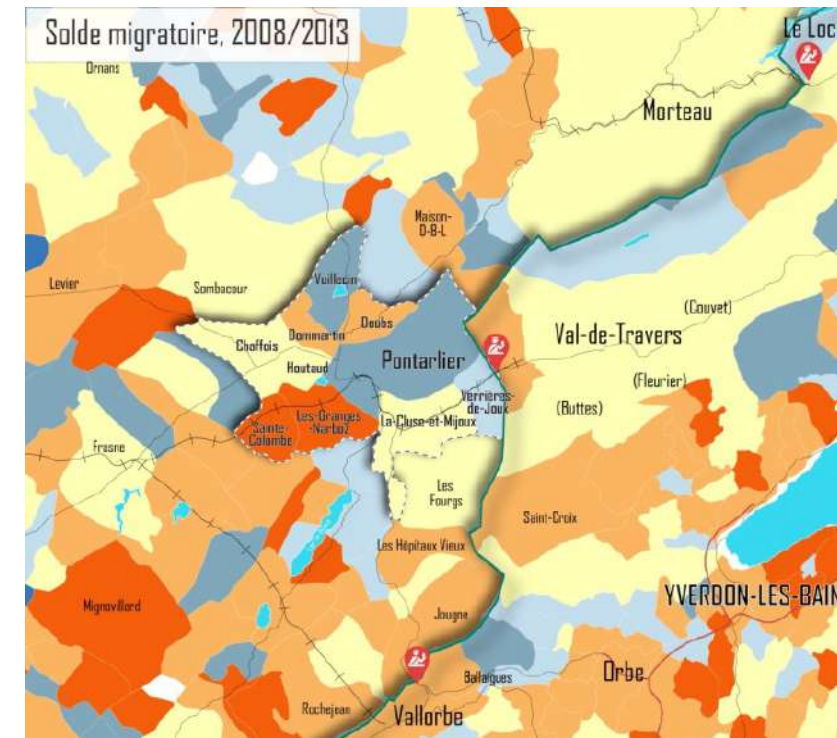 Solde migratoire, 2008/2013
Le Loc
Ornans
Morteau
Maison-
D-B-L
Vuillecin
Levier
Sombacour
(Couvet)
Doubs
Dommartin
Val-de-Travers
Chaffois
Pontarlier
Houtaud
(Fleurier)
Verrières-
de-Joux
(Buttes)
Les-Granges
-Narboz
La-Cluse-et-Mijoux
Sainte-
Colombe
Frasne
Les
Fourgs
Saint-Croix
Les Hôpitaux Vieux
YVERDON-LES-BAIN
Mignovillard
Jougne
Orbe
Ballaigues
Rochejean
Vallorbe